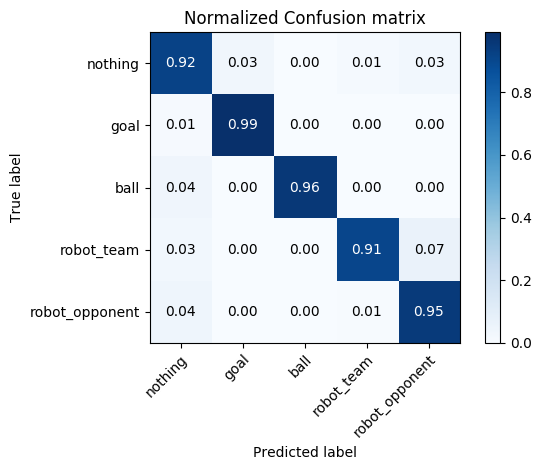 Normalized Confusion matrix
nothing 0.92 0.03 0.00 0.01 0.03
goal 0.01 0.99 0.00 0.00 0.00
ball 0.04 0.00 0.96 0.00 0.00
robot_team 0.03 0.00 0.00 0.91 0.07
robot_opponent 0.04 0.00 0.00 0.01 0.95
True label
nothing goal ball robot_team robot_opponent
Predicted label
0.8
0.6
0.4
0.2
0.0